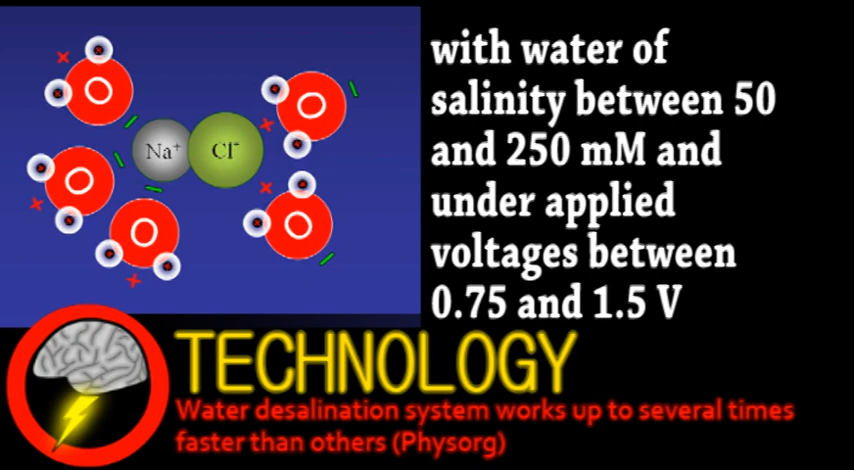 with water of
salinity between 50
and 250 mM and
under applied
voltages between
0.75 and 1.5 V
O
O
Na⁺ Cl⁻
O
O
O
TECHNOLOGY
Water desalination system works up to several times
faster than others (Physorg)